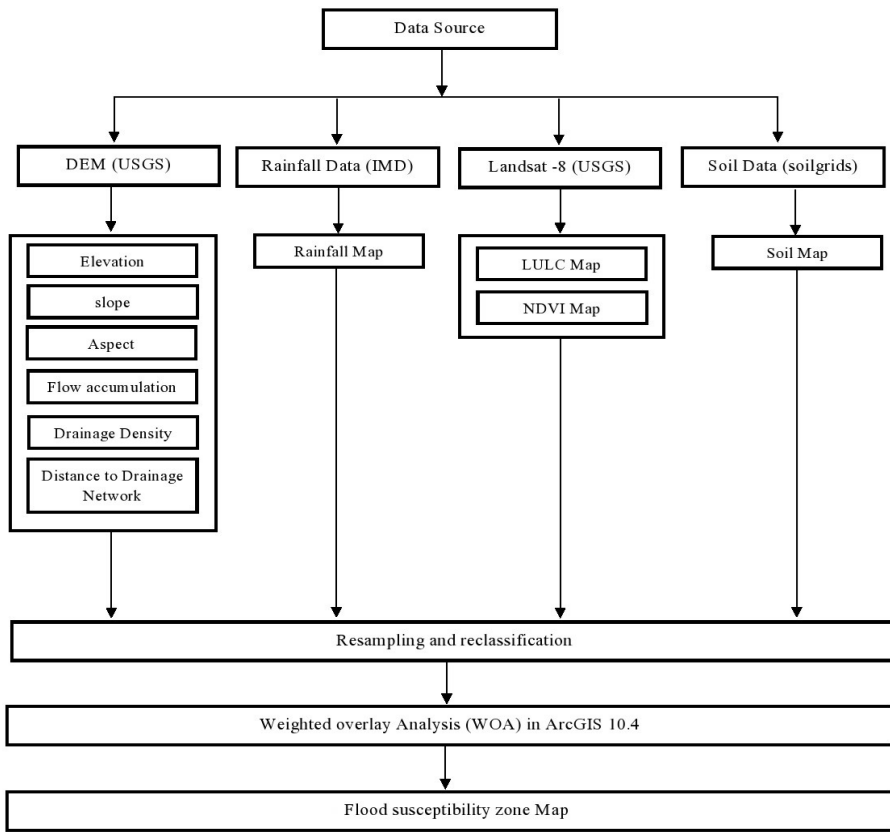 Data Source
DEM (USGS)
Rainfall Data (IMD)
Landsat -8 (USGS)
Soil Data (soilgrids)
Elevation
slope
Aspect
Flow accumulation
Drainage Density
Distance to Drainage
Network
Rainfall Map
LULC Map
NDVI Map
Soil Map
Resampling and reclassification
Weighted overlay Analysis (WOA) in ArcGIS 10.4
Flood susceptibility zone Map